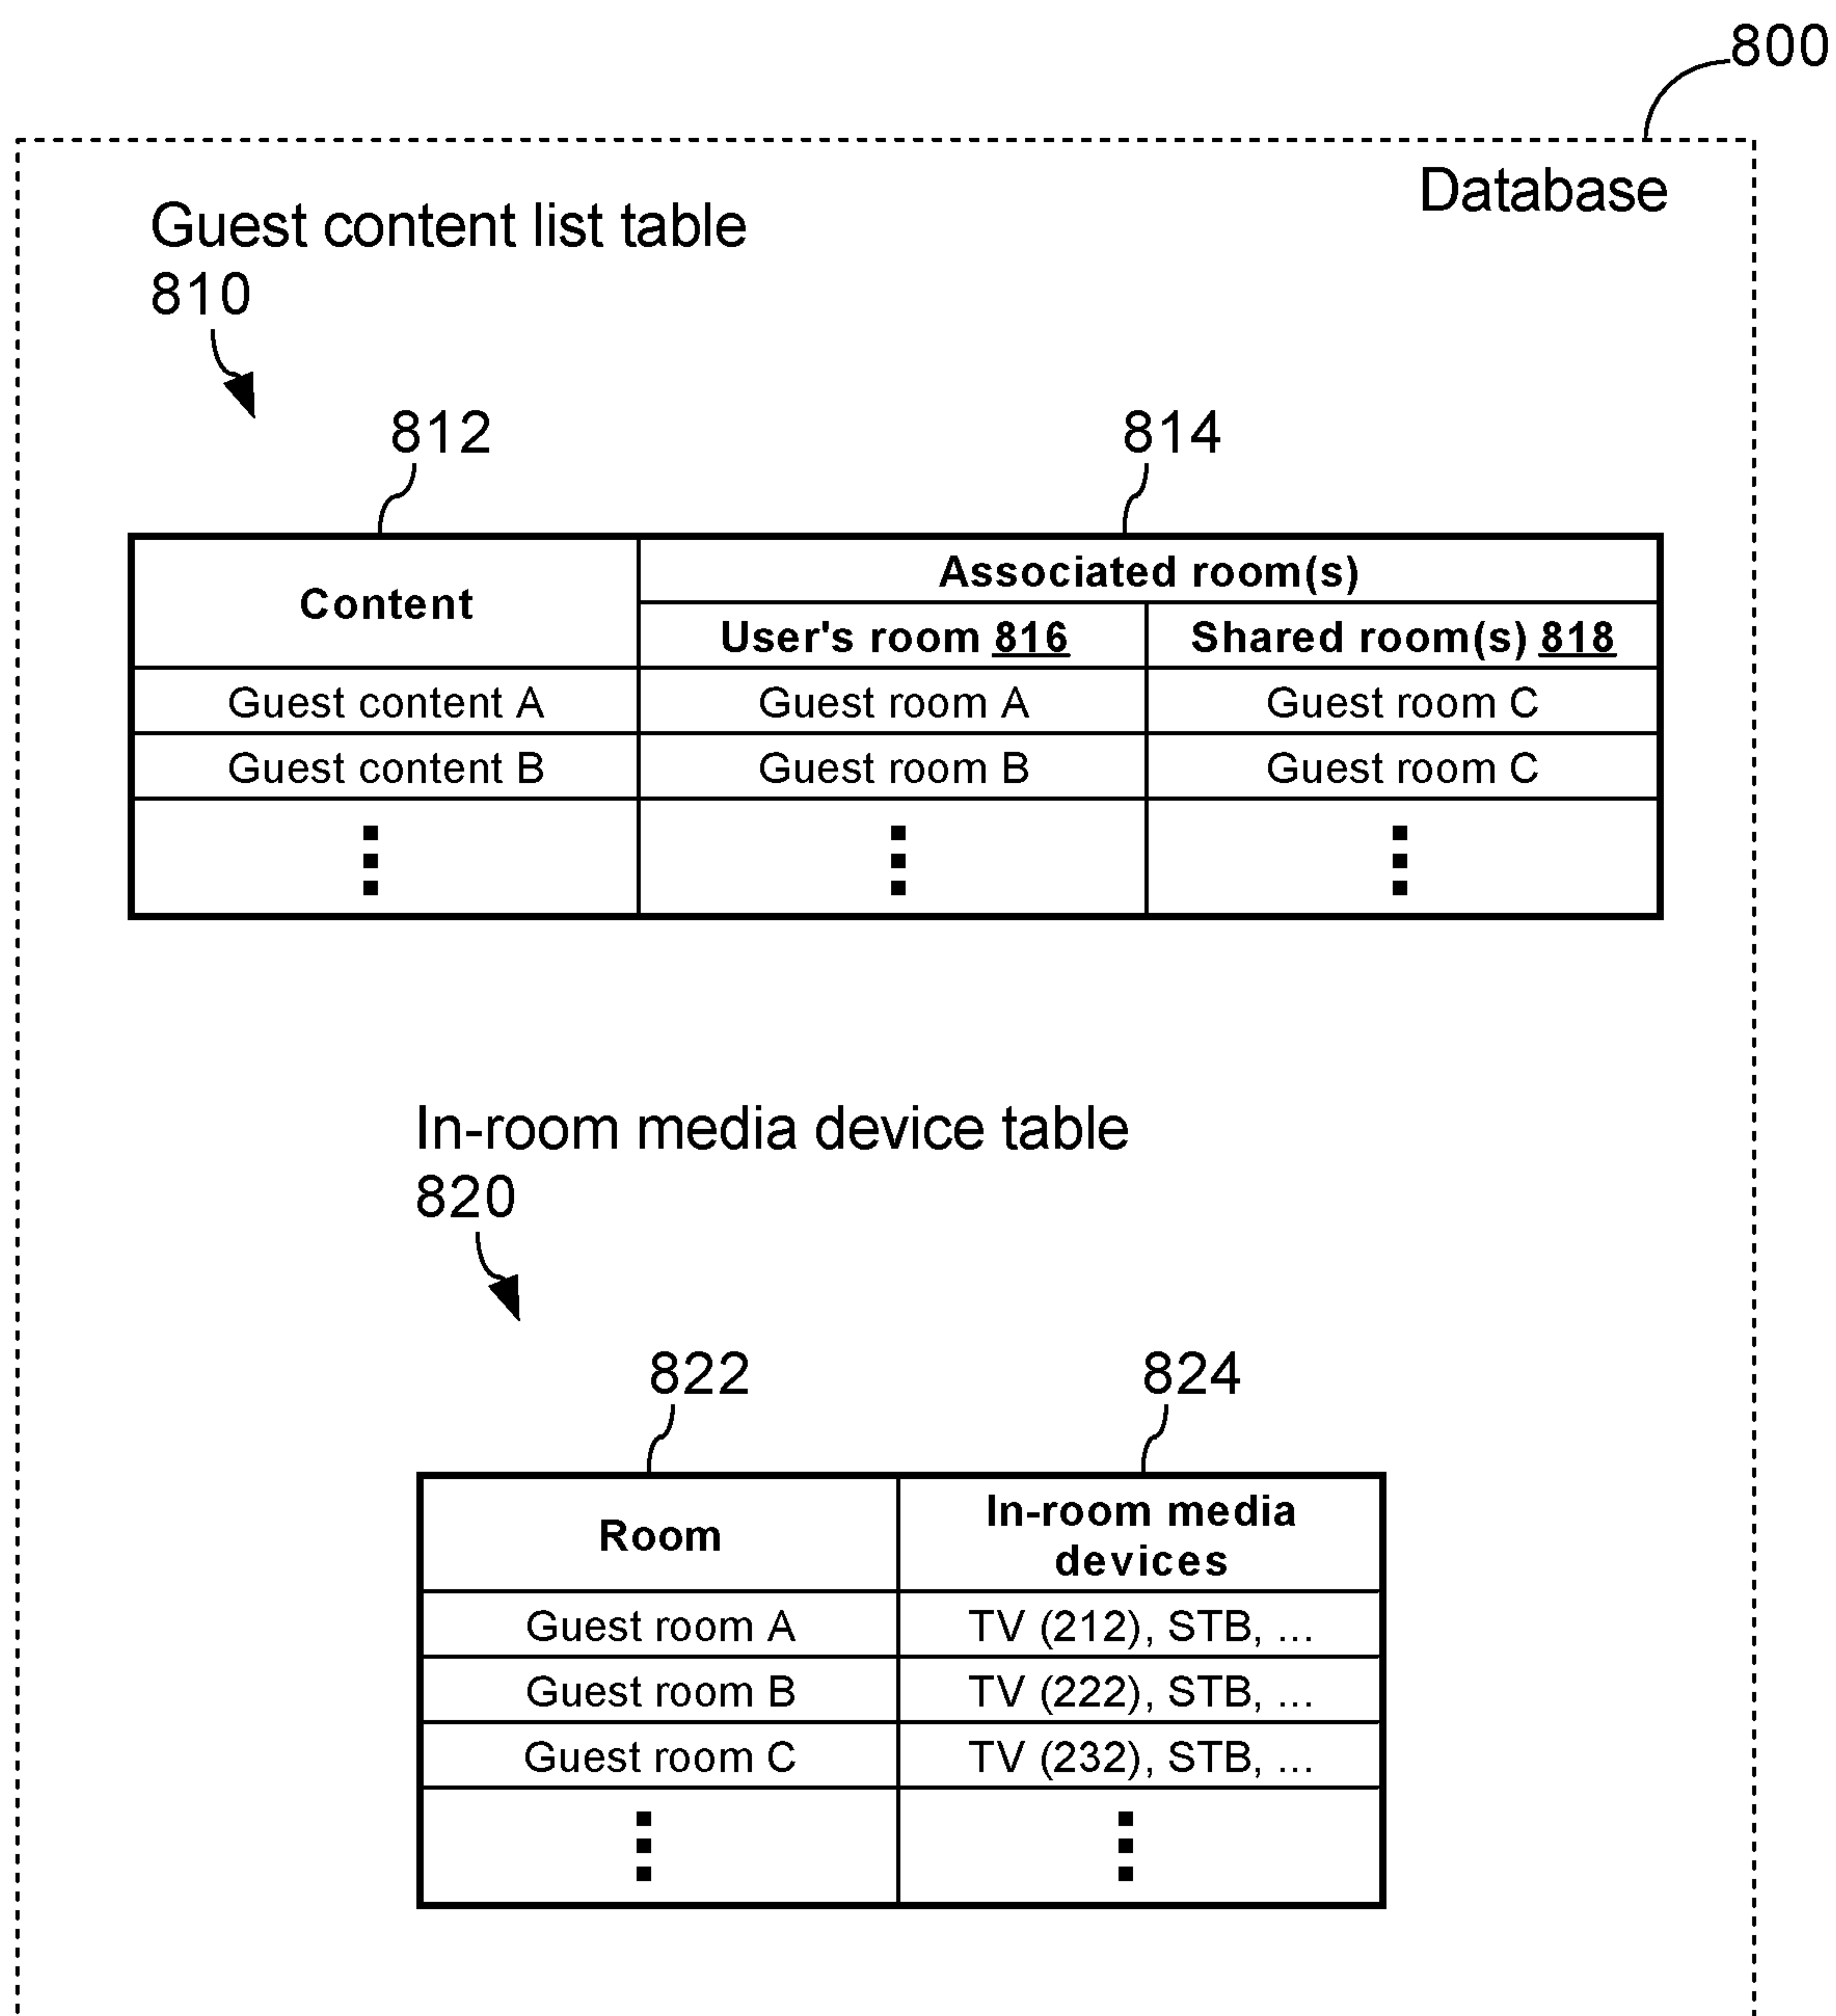 800
Database
Guest content list table
810
812
814
Content
Associated room(s)
User's room 816
Shared room(s) 818
Guest content A
Guest room A
Guest room C
Guest content B
Guest room B
Guest room C
In-room media device table
820
822
824
Room
In-room media
devices
Guest room A
TV (212), STB, ...
Guest room B
TV (222), STB, ...
Guest room C
TV (232), STB, ...